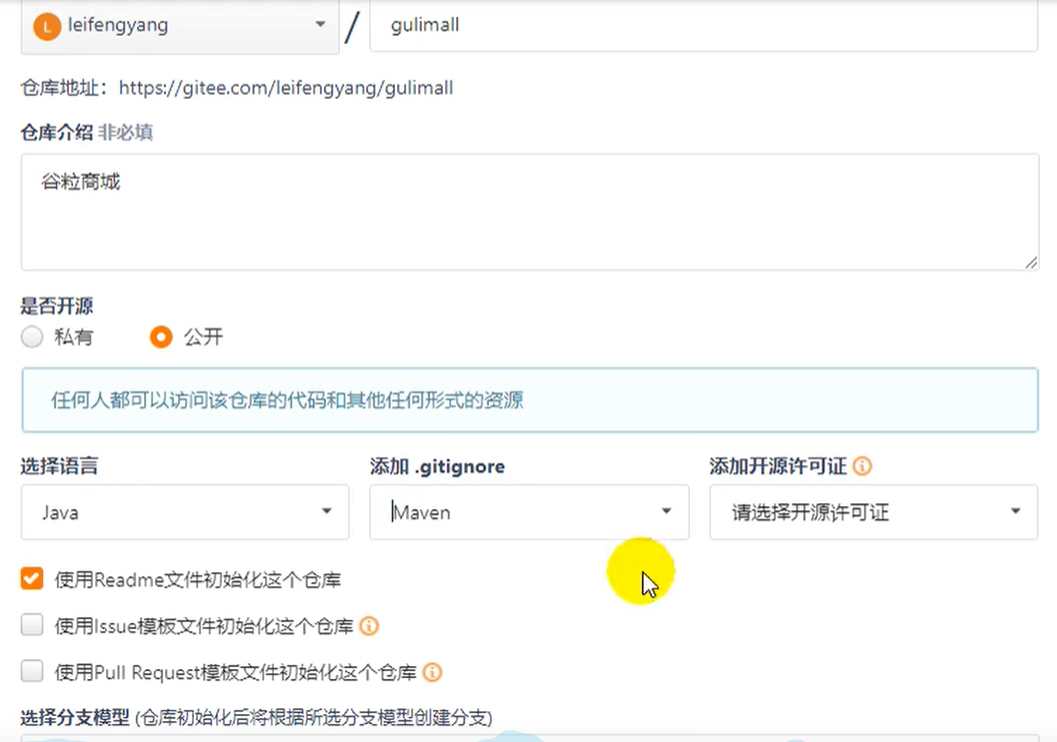 L leifengyang / gulimall
仓库地址：https://gitee.com/leifengyang/gulimall
仓库介绍 非必填
谷粒商城
是否开源
私有 公开
任何人都可以访问该仓库的代码和其他任何形式的资源
选择语言 添加 .gitignore 添加开源许可证
Java Maven 请选择开源许可证
使用Readme文件初始化这个仓库
使用Issue模板文件初始化这个仓库
使用Pull Request模板文件初始化这个仓库
选择分支模型 (仓库初始化后将根据所选分支模型创建分支)